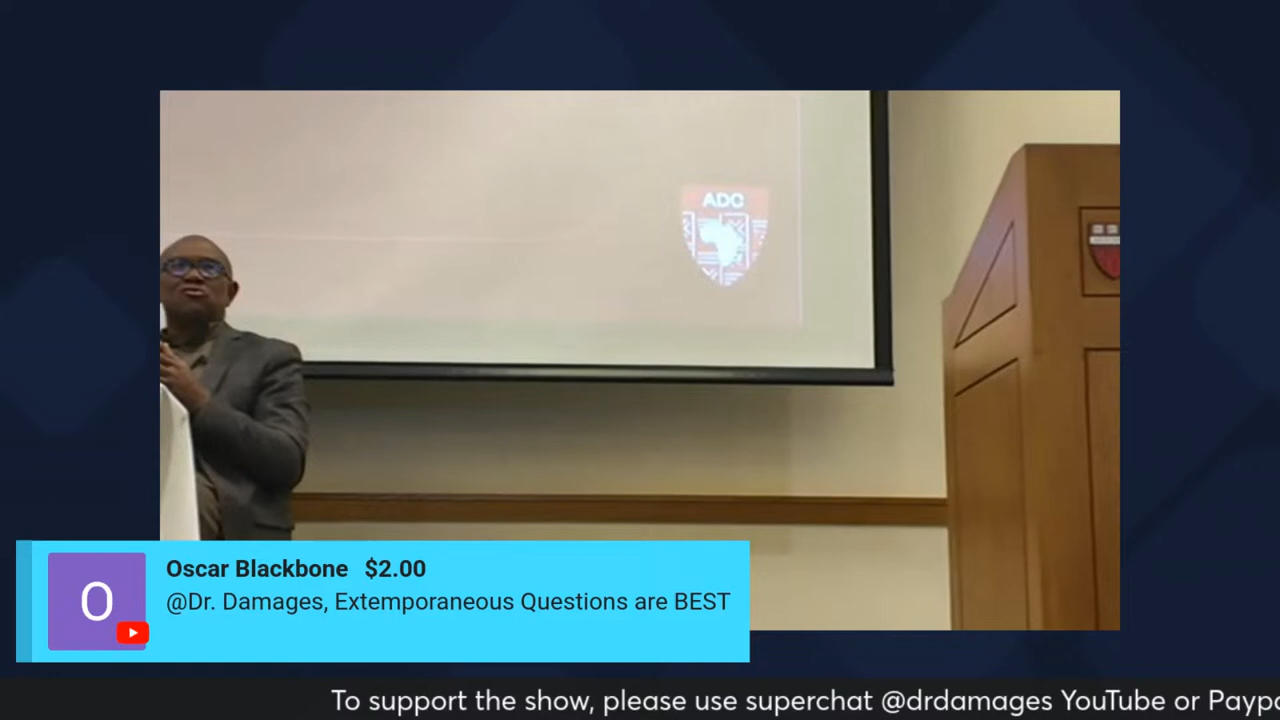 ADC
Oscar Blackbone $2.00
O
@Dr. Damages, Extemporaneous Questions are BEST
To support the show, please use superchat @drdamages YouTube or Paypa